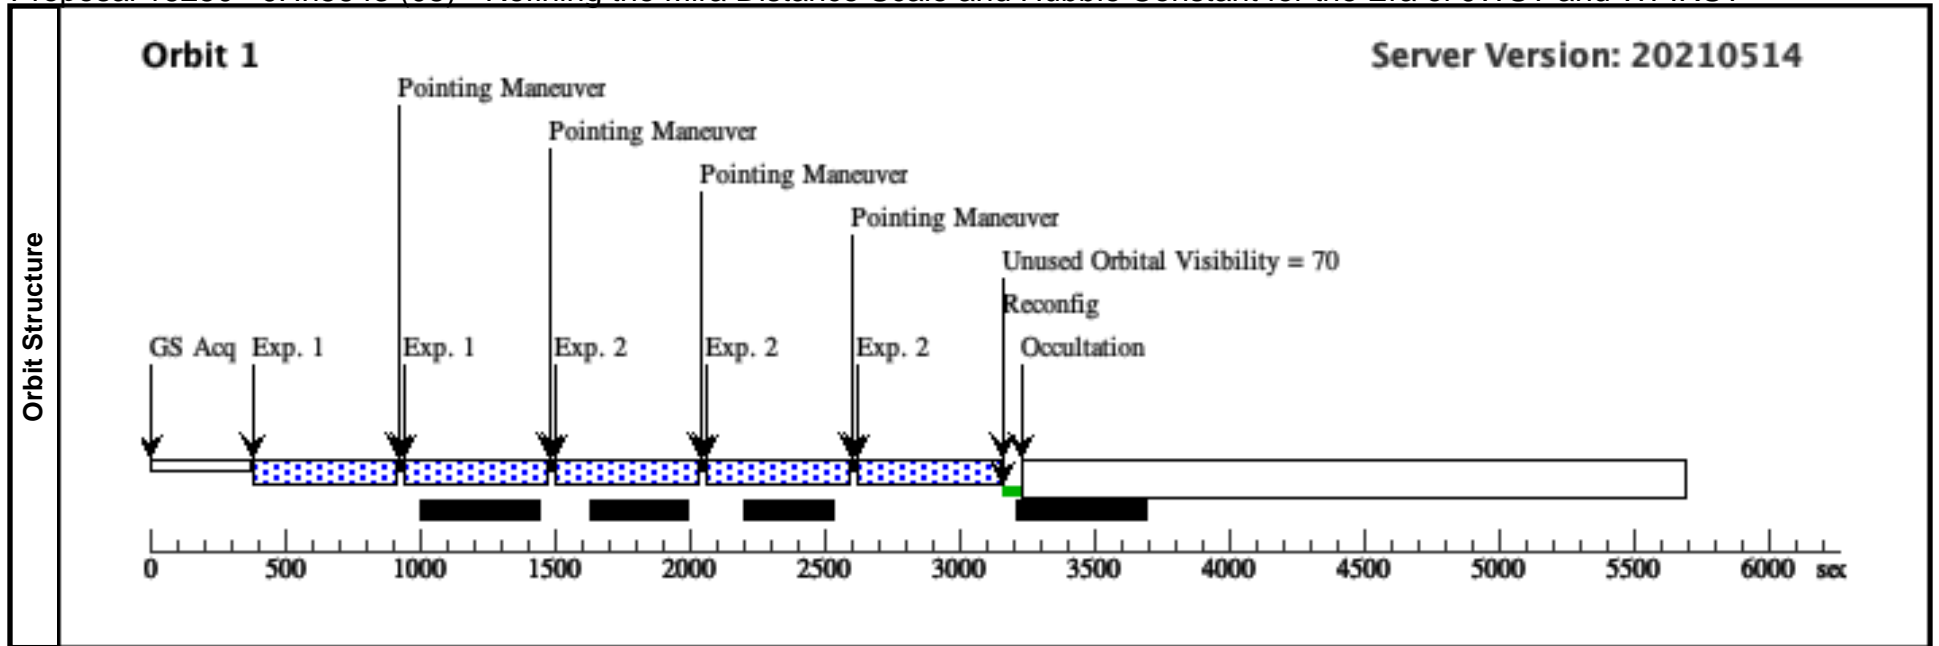 Orbit 1
Server Version: 20210514
Pointing Maneuver
Pointing Maneuver
Pointing Maneuver
Pointing Maneuver
Unused Orbital Visibility = 70
Reconfig
GS Acq Exp. 1 Exp. 1 Exp. 2 Exp. 2 Exp. 2 Occultation
Orbit Structure
0 500 1000 1500 2000 2500 3000 3500 4000 4500 5000 5500 6000 sec